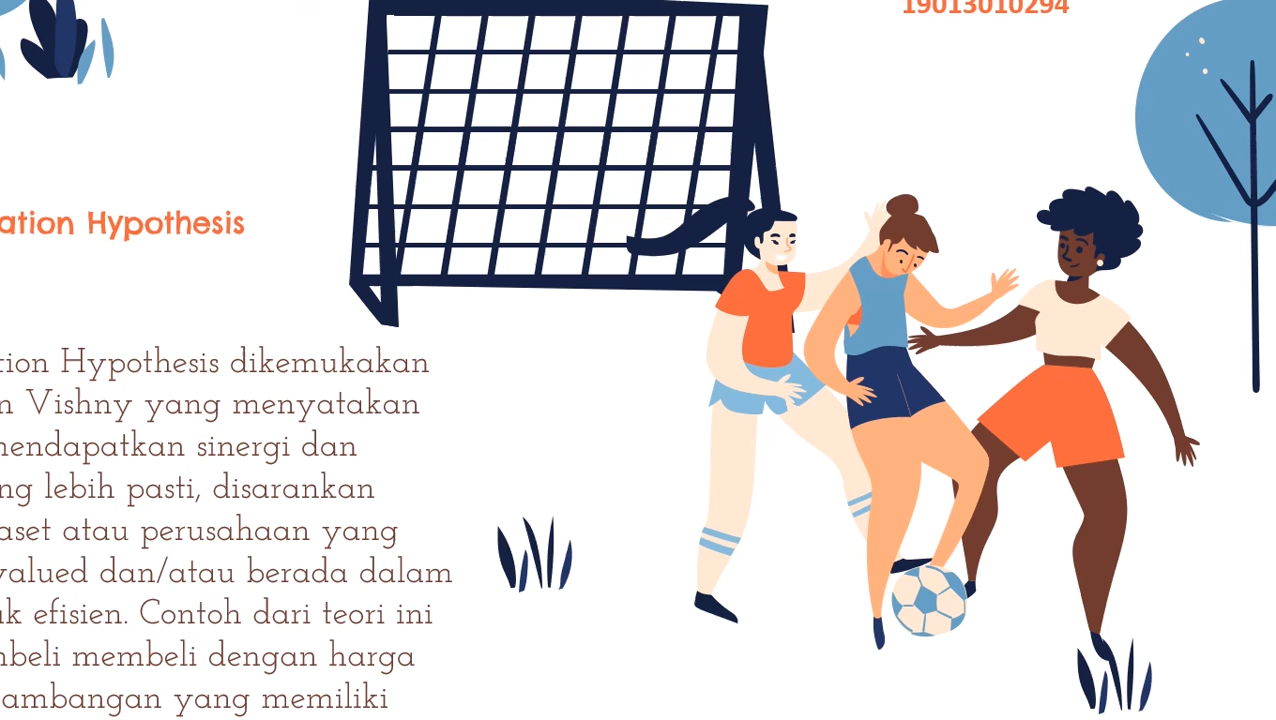 19013010294
ation Hypothesis
tion Hypothesis dikemukakan
n Vishny yang menyatakan
mendapatkan sinergi dan
ng lebih pasti, disarankan
aset atau perusahaan yang
valued dan/atau berada dalam
ak efisien. Contoh dari teori ini
mbeli membeli dengan harga
ambangan yang memiliki